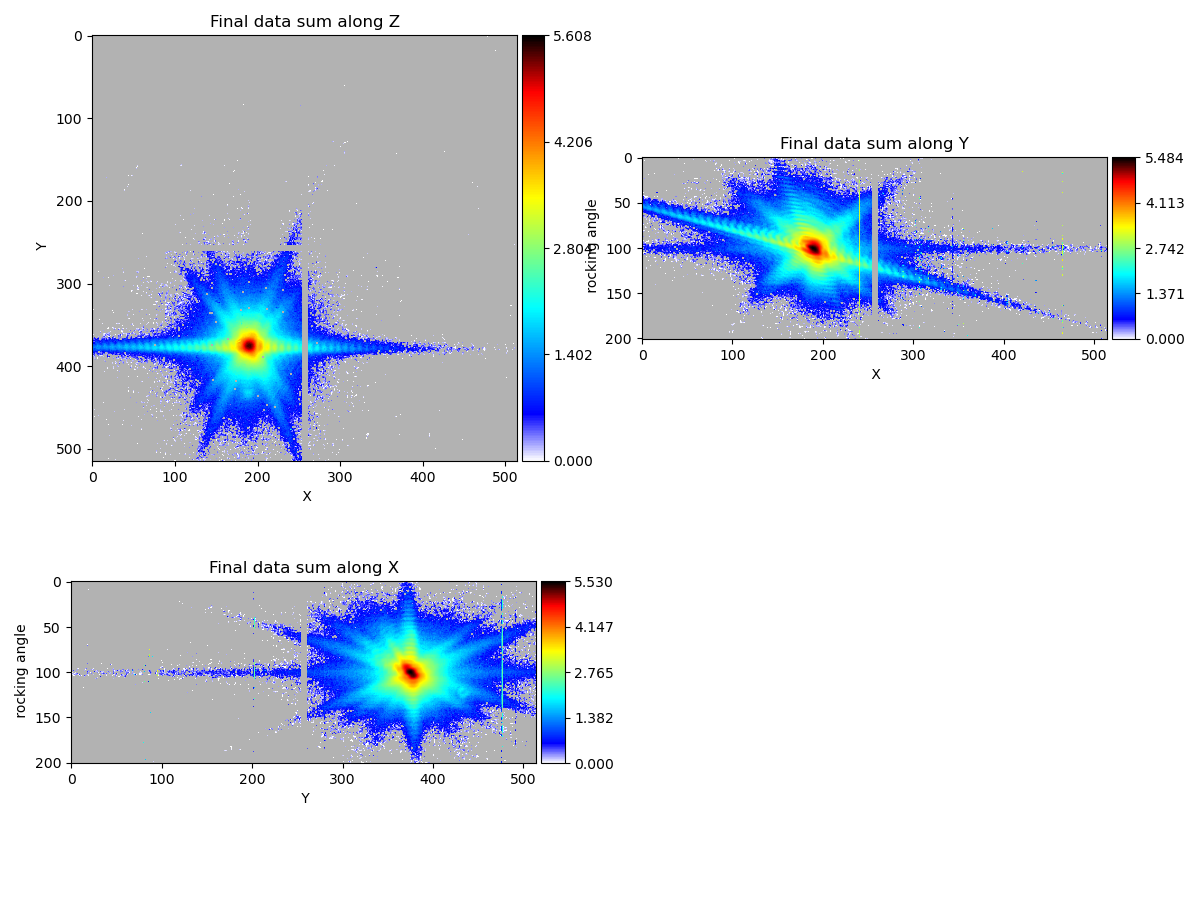 Final data sum along Z
0
100
200
300
400
500
Y
0 100 200 300 400 500
X
5.608
4.206
2.804
1.402
0.000
Final data sum along Y
0
50
100
150
200
rocking angle
0 100 200 300 400 500
X
5.484
4.113
2.742
1.371
0.000
Final data sum along X
0
50
100
150
200
rocking angle
0 100 200 300 400 500
Y
5.530
4.147
2.765
1.382
0.000